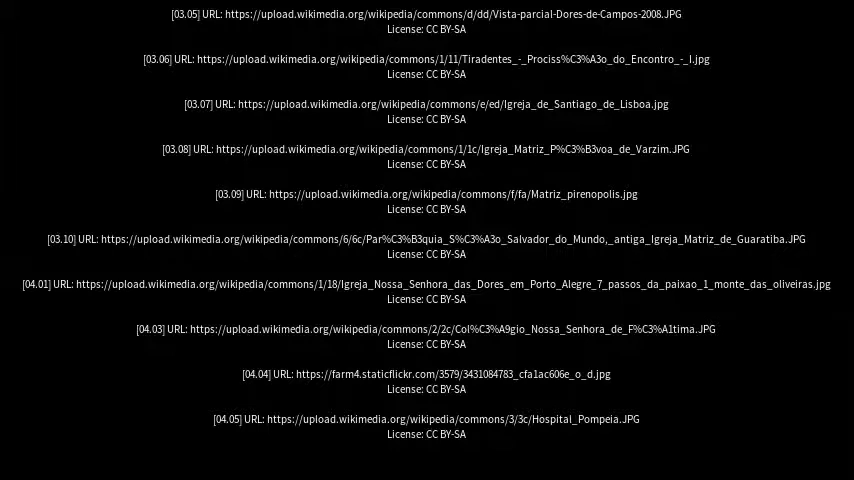 [03.05] URL: https://upload.wikimedia.org/wikipedia/commons/d/dd/Vista-parcial-Dores-de-Campos-2008.JPG
License: CC BY-SA
[03.06] URL: https://upload.wikimedia.org/wikipedia/commons/1/11/Tiradentes_-_Prociss%C3%A3o_do_Encontro_-_I.jpg
License: CC BY-SA
[03.07] URL: https://upload.wikimedia.org/wikipedia/commons/e/ed/Igreja_de_Santiago_de_Lisboa.jpg
License: CC BY-SA
[03.08] URL: https://upload.wikimedia.org/wikipedia/commons/1/1c/Igreja_Matriz_P%C3%B3voa_de_Varzim.JPG
License: CC BY-SA
[03.09] URL: https://upload.wikimedia.org/wikipedia/commons/f/fa/Matriz_pirenopolis.jpg
License: CC BY-SA
[03.10] URL: https://upload.wikimedia.org/wikipedia/commons/6/6c/Par%C3%B3quia_S%C3%A3o_Salvador_do_Mundo,_antiga_Igreja_Matriz_de_Guaratiba.JPG
License: CC BY-SA
[04.01] URL: https://upload.wikimedia.org/wikipedia/commons/1/18/Igreja_Nossa_Senhora_das_Dores_em_Porto_Alegre_7_passos_da_paixao_1_monte_das_oliveiras.jpg
License: CC BY-SA
[04.03] URL: https://upload.wikimedia.org/wikipedia/commons/2/2c/Col%C3%A9gio_Nossa_Senhora_de_F%C3%A1tima.JPG
License: CC BY-SA
[04.04] URL: https://farm4.staticflickr.com/3579/3431084783_cfa1ac606e_o_d.jpg
License: CC BY-SA
[04.05] URL: https://upload.wikimedia.org/wikipedia/commons/3/3c/Hospital_Pompeia.JPG
License: CC BY-SA